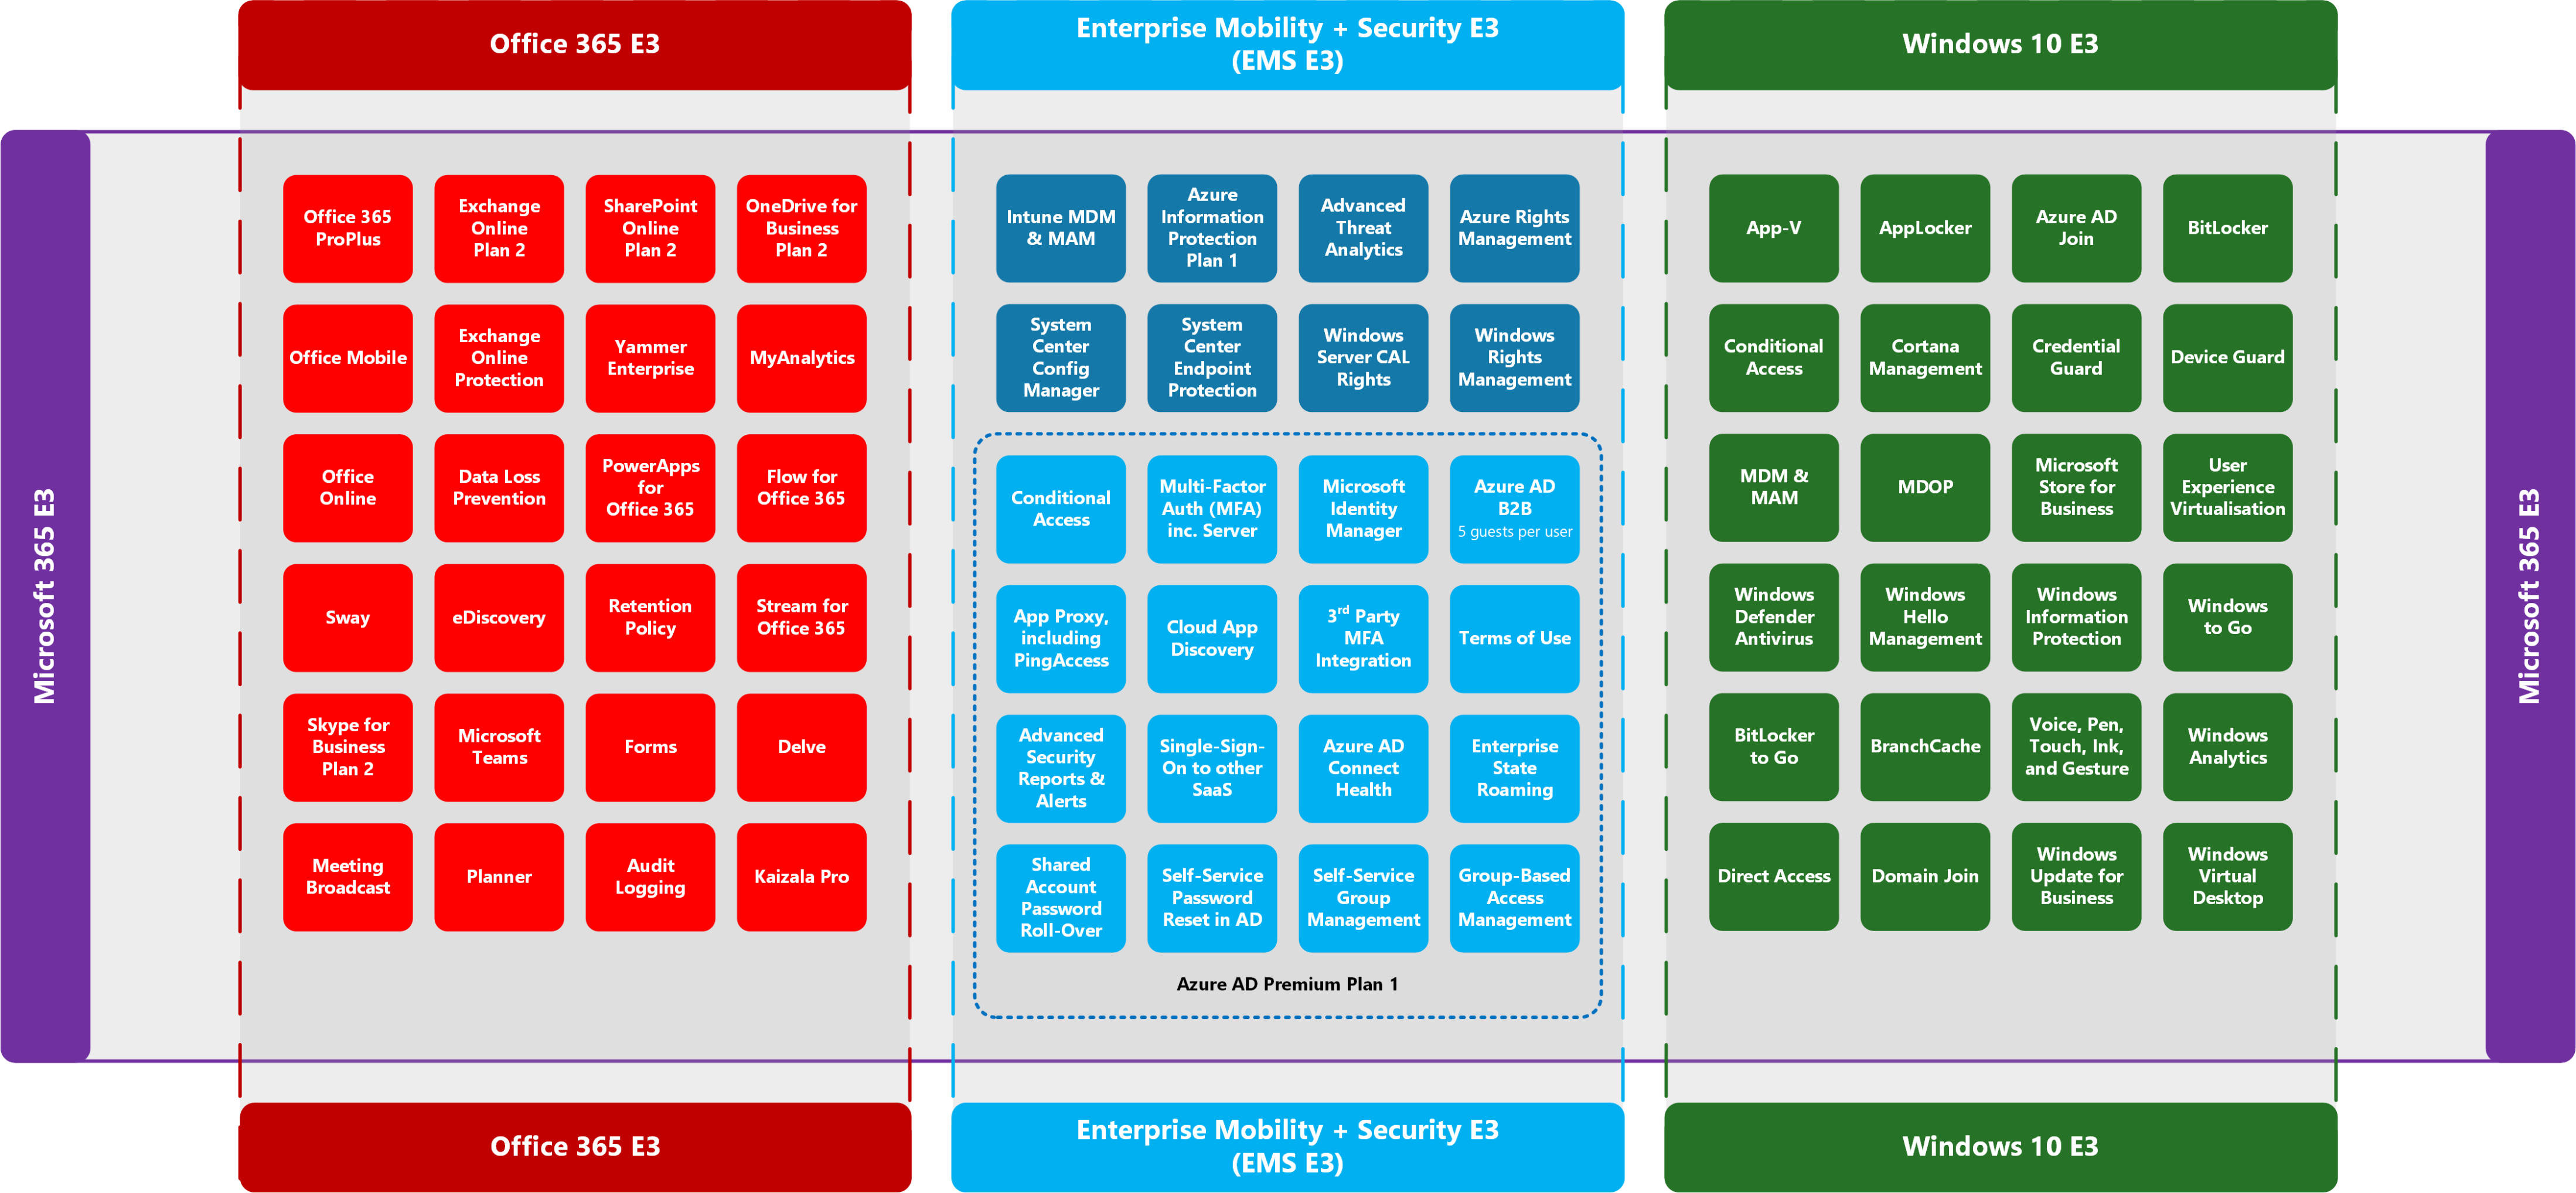 Office 365 E3
Enterprise Mobility + Security E3
(EMS E3)
Windows 10 E3
Microsoft 365 E3
Office 365
ProPlus
Exchange
Online
Plan 2
SharePoint
Online
Plan 2
OneDrive for
Business
Plan 2
Office Mobile
Exchange
Online
Protection
Yammer
Enterprise
MyAnalytics
Office
Online
Data Loss
Prevention
PowerApps
for
Office 365
Flow for
Office 365
Sway
eDiscovery
Retention
Policy
Stream for
Office 365
Skype for
Business
Plan 2
Microsoft
Teams
Forms
Delve
Meeting
Broadcast
Planner
Audit
Logging
Kaizala Pro
Intune MDM
& MAM
Azure
Information
Protection
Plan 1
Advanced
Threat
Analytics
Azure Rights
Management
System
Center
Config
Manager
System
Center
Endpoint
Protection
Windows
Server CAL
Rights
Windows
Rights
Management
Conditional
Access
Multi-Factor
Auth (MFA)
inc. Server
Microsoft
Identity
Manager
Azure AD
B2B
5 guests per user
App Proxy,
including
PingAccess
Cloud App
Discovery
3rd Party
MFA
Integration
Terms of Use
Advanced
Security
Reports &
Alerts
Single-Sign-
On to other
SaaS
Azure AD
Connect
Health
Enterprise
State
Roaming
Shared
Account
Password
Roll-Over
Self-Service
Password
Reset in AD
Self-Service
Group
Management
Group-Based
Access
Management
Azure AD Premium Plan 1
App-V
AppLocker
Azure AD
Join
BitLocker
Conditional
Access
Cortana
Management
Credential
Guard
Device Guard
MDM &
MAM
MDOP
Microsoft
Store for
Business
User
Experience
Virtualisation
Windows
Defender
Antivirus
Windows
Hello
Management
Windows
Information
Protection
Windows
to Go
BitLocker
to Go
BranchCache
Voice, Pen,
Touch, Ink,
and Gesture
Windows
Analytics
Direct Access
Domain Join
Windows
Update for
Business
Windows
Virtual
Desktop
Microsoft 365 E3
Office 365 E3
Enterprise Mobility + Security E3
(EMS E3)
Windows 10 E3